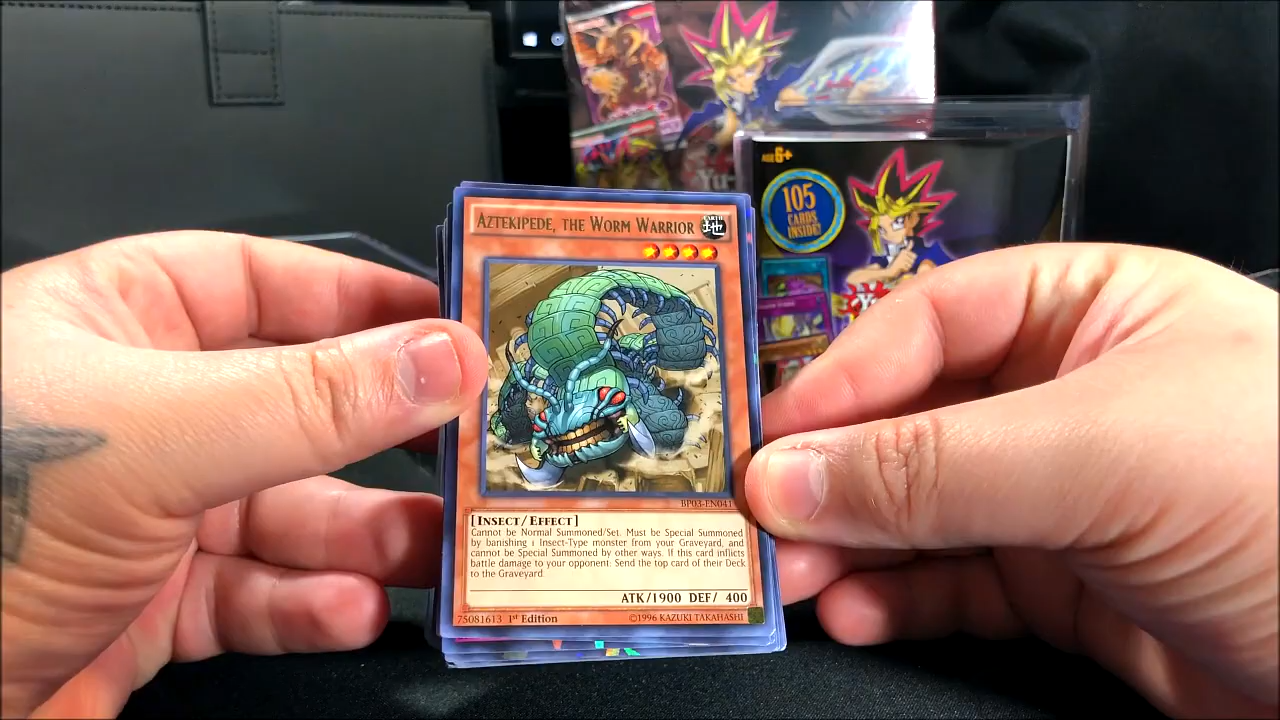 Yu-
AGE 6+
105
CARDS
INSIDE!
Yu
AZTEKIPEDE, THE WORM WARRIOR
EARTH
地
BP03-EN041
[INSECT/EFFECT]
Cannot be Normal Summoned/Set. Must be Special Summoned
by banishing 1 Insect-Type monster from your Graveyard, and
cannot be Special Summoned by other ways. If this card inflicts
battle damage to your opponent: Send the top card of their Deck
to the Graveyard.
ATK/1900 DEF/ 400
75081613 1st Edition ©1996 KAZUKI TAKAHASHI